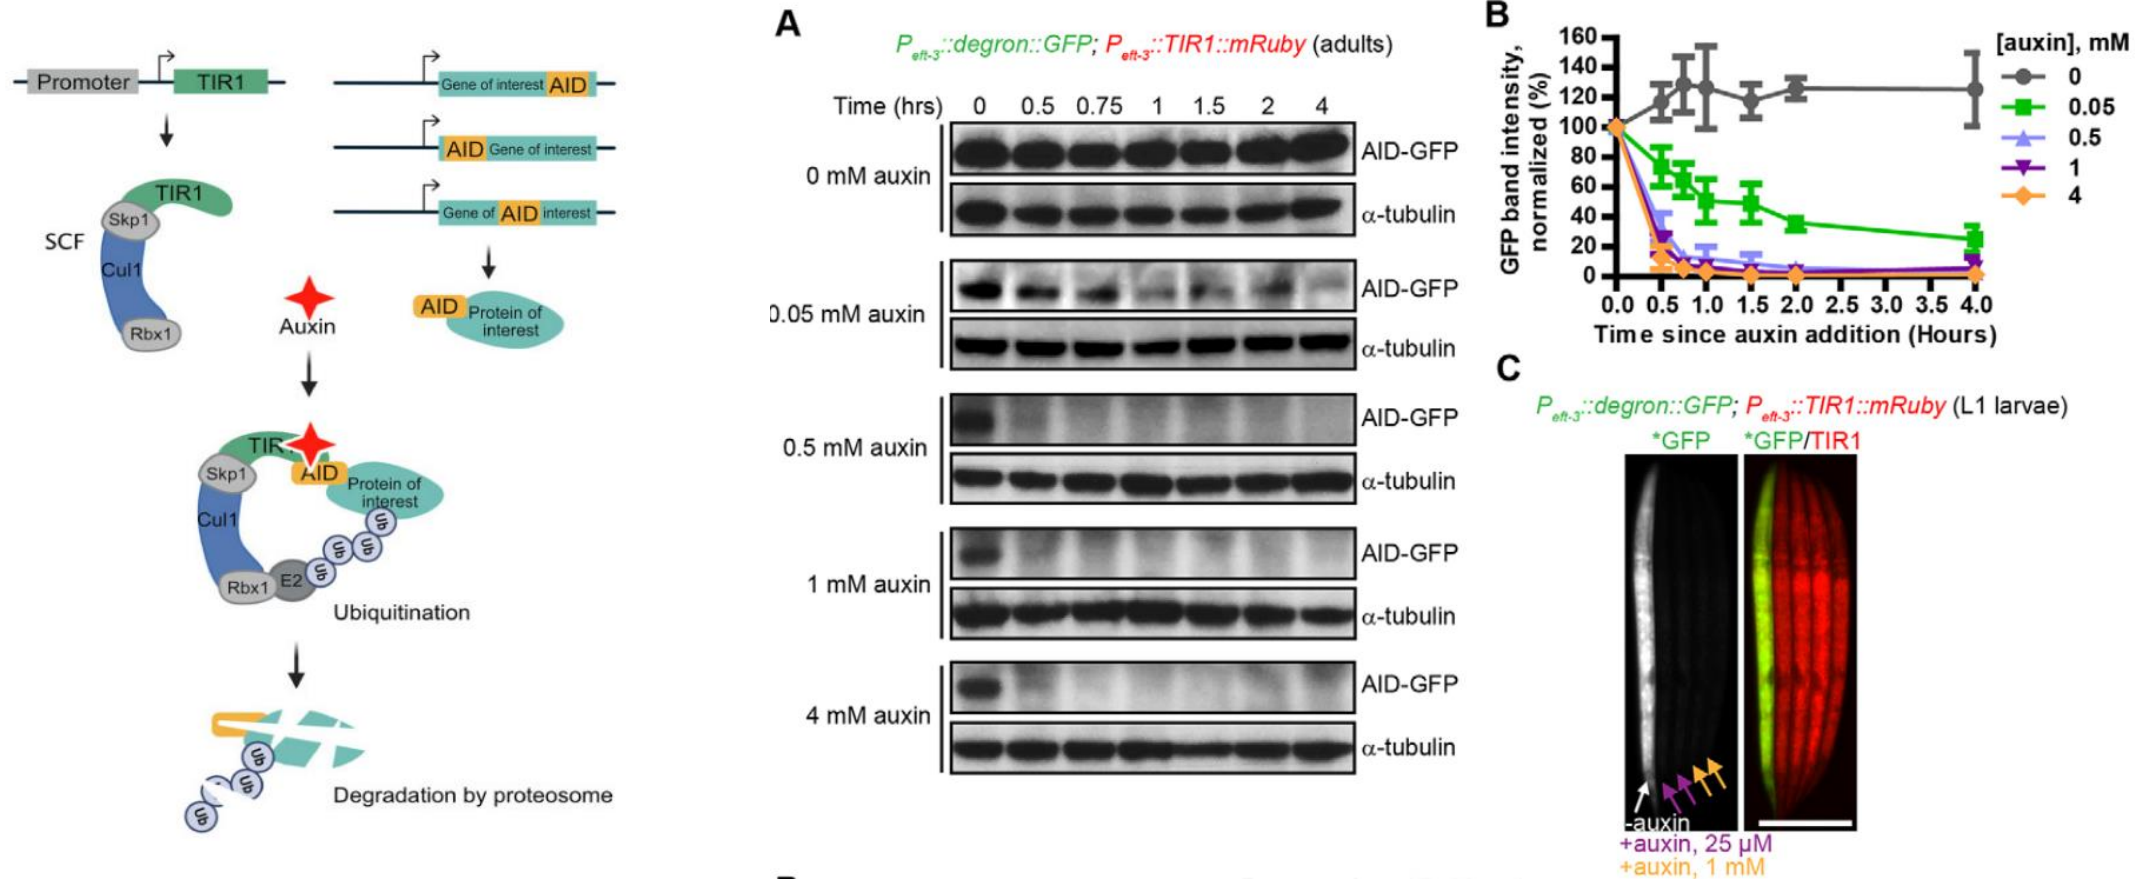 Promoter
TIR1
Gene of interest AID
AID Gene of interest
Gene of AID interest
TIR1
Skp1
SCF
Cul1
Rbx1
Auxin
AID
Protein of
interest
TIR
Skp1
AID
Protein of
interest
Cul1
Ub
Ub
Ub
Ub
Rbx1
E2
Ubiquitination
Ub
Ub
Ub
Degradation by proteosome
A
Peft-3::degron::GFP; Peft-3::TIR1::mRuby (adults)
Time (hrs) 0 0.5 0.75 1 1.5 2 4
0 mM auxin
AID-GFP
α-tubulin
0.05 mM auxin
AID-GFP
α-tubulin
0.5 mM auxin
AID-GFP
α-tubulin
1 mM auxin
AID-GFP
α-tubulin
4 mM auxin
AID-GFP
α-tubulin
B
GFP band intensity,
normalized (%)
160
140
120
100
80
60
40
20
0
0.0 0.5 1.0 1.5 2.0 2.5 3.0 3.5 4.0
Time since auxin addition (Hours)
[auxin], mM
0
0.05
0.5
1
4
C
Peft-3::degron::GFP; Peft-3::TIR1::mRuby (L1 larvae)
*GFP *GFP/TIR1
-auxin
+auxin, 25 µM
+auxin, 1 mM